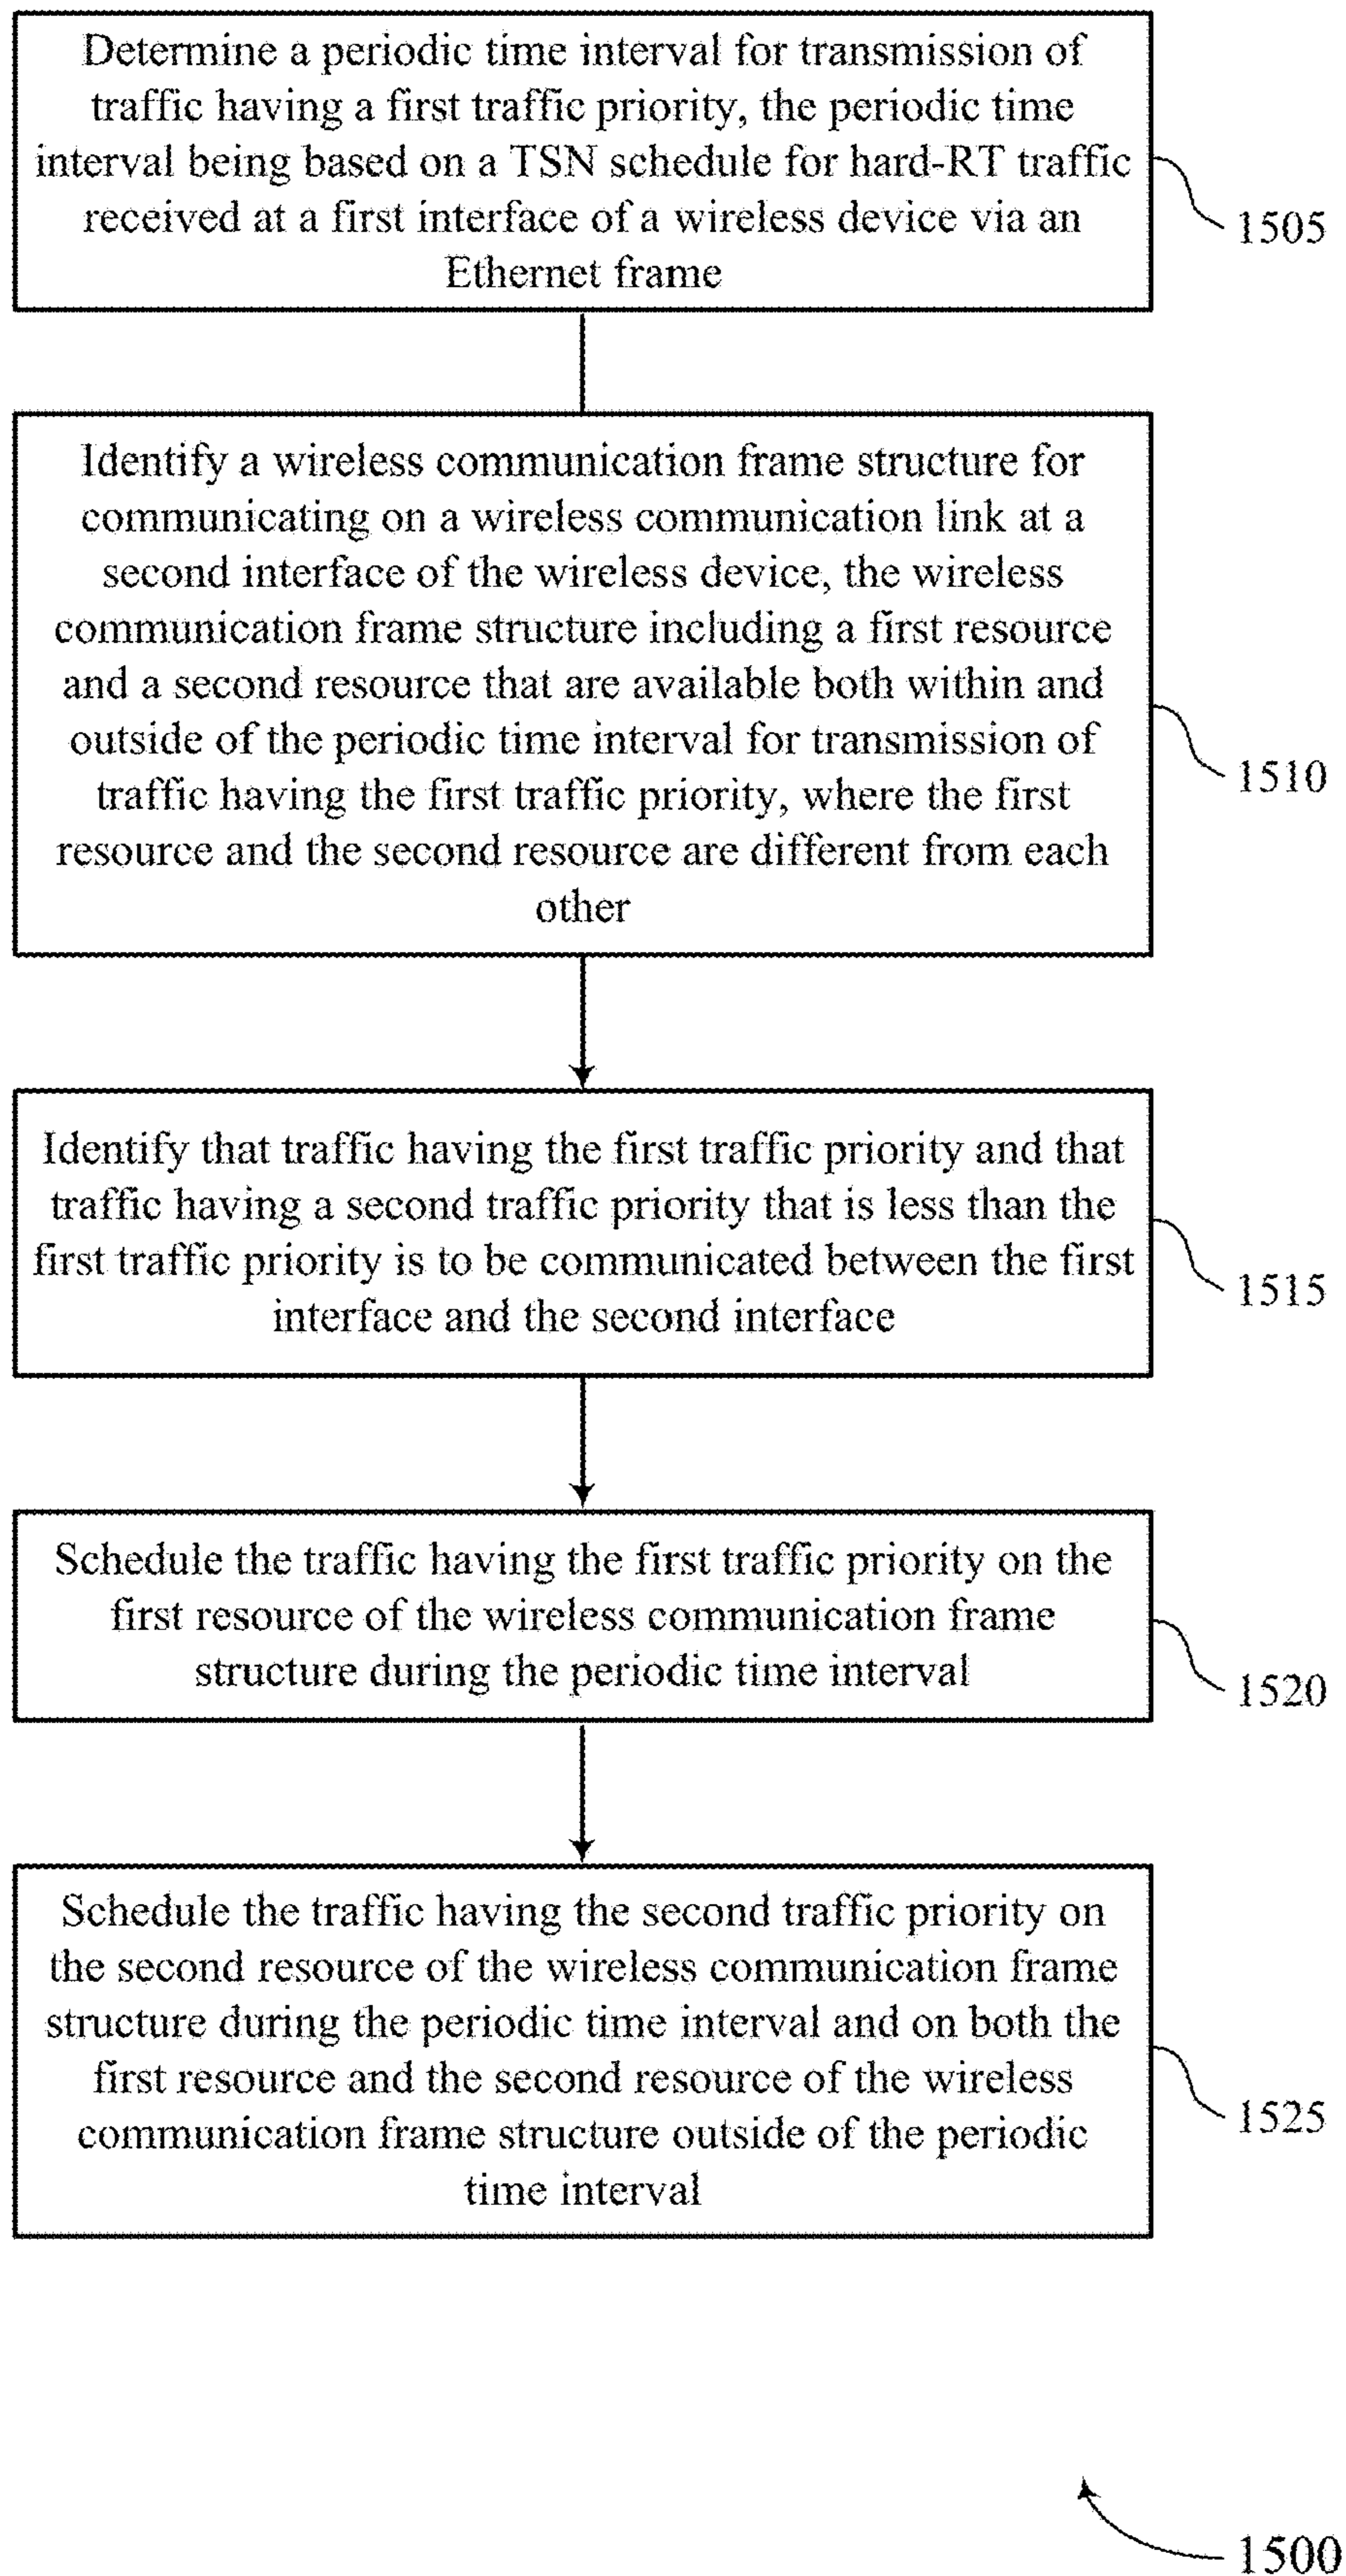 Determine a periodic time interval for transmission of
traffic having a first traffic priority, the periodic time
interval being based on a TSN schedule for hard-RT traffic
received at a first interface of a wireless device via an
Ethernet frame
1505
Identify a wireless communication frame structure for
communicating on a wireless communication link at a
second interface of the wireless device, the wireless
communication frame structure including a first resource
and a second resource that are available both within and
outside of the periodic time interval for transmission of
traffic having the first traffic priority, where the first
resource and the second resource are different from each
other
1510
Identify that traffic having the first traffic priority and that
traffic having a second traffic priority that is less than the
first traffic priority is to be communicated between the first
interface and the second interface
1515
Schedule the traffic having the first traffic priority on the
first resource of the wireless communication frame
structure during the periodic time interval
1520
Schedule the traffic having the second traffic priority on
the second resource of the wireless communication frame
structure during the periodic time interval and on both the
first resource and the second resource of the wireless
communication frame structure outside of the periodic
time interval
1525
1500